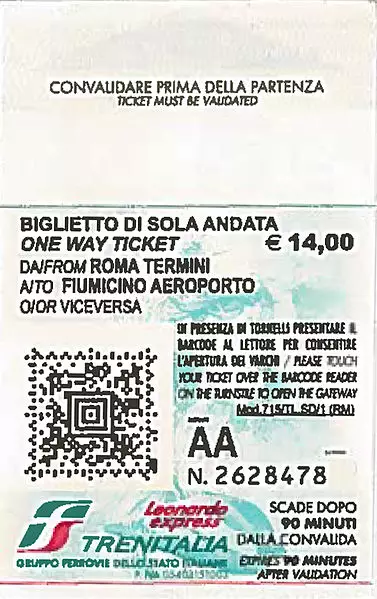 CONVALIDARE PRIMA DELLA PARTENZA
TICKET MUST BE VALIDATED
BIGLIETTO DI SOLA ANDATA
ONE WAY TICKET € 14,00
DA/FROM ROMA TERMINI
A/TO FIUMICINO AEROPORTO
O/OR VICEVERSA
IN PRESENZA DI TORNELLI PRESENTARE IL
BARCODE AL LETTORE PER CONSENTIRE
L'APERTURA DEI VARCHI / PLEASE TOUCH
YOUR TICKET OVER THE BARCODE READER
ON THE TURNSTILE TO OPEN THE GATEWAY
Mod.715/TL SD/1 (RM)
AA
N. 2628478
Leonardo
express
TRENITALIA
GRUPPO FERROVIE DELLO STATO ITALIANE
SCADE DOPO
90 MINUTI
DALLA CONVALIDA
EXPIRES 90 MINUTES
AFTER VALIDATION